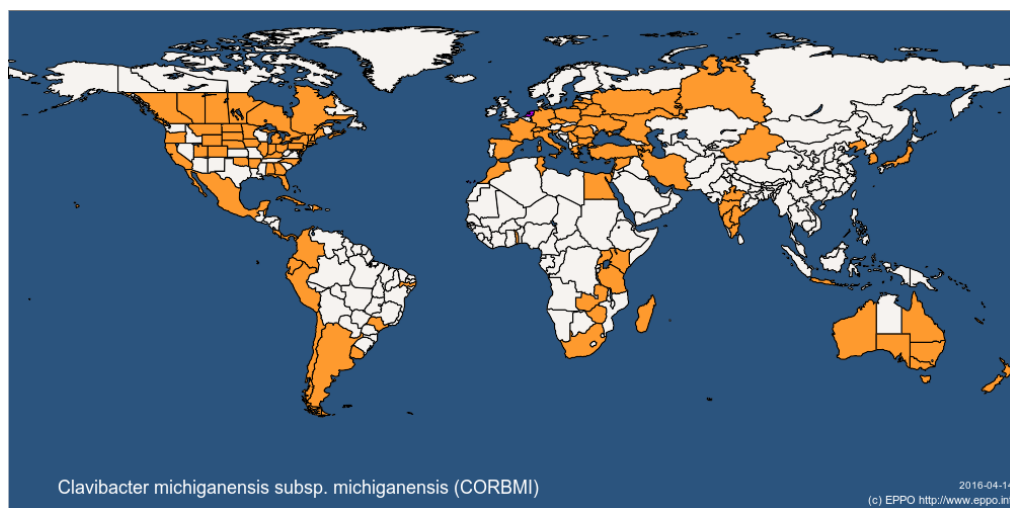 Clavibacter michiganensis subsp. michiganensis (CORBMI)
2016-04-14
(c) EPPO http://www.eppo.int